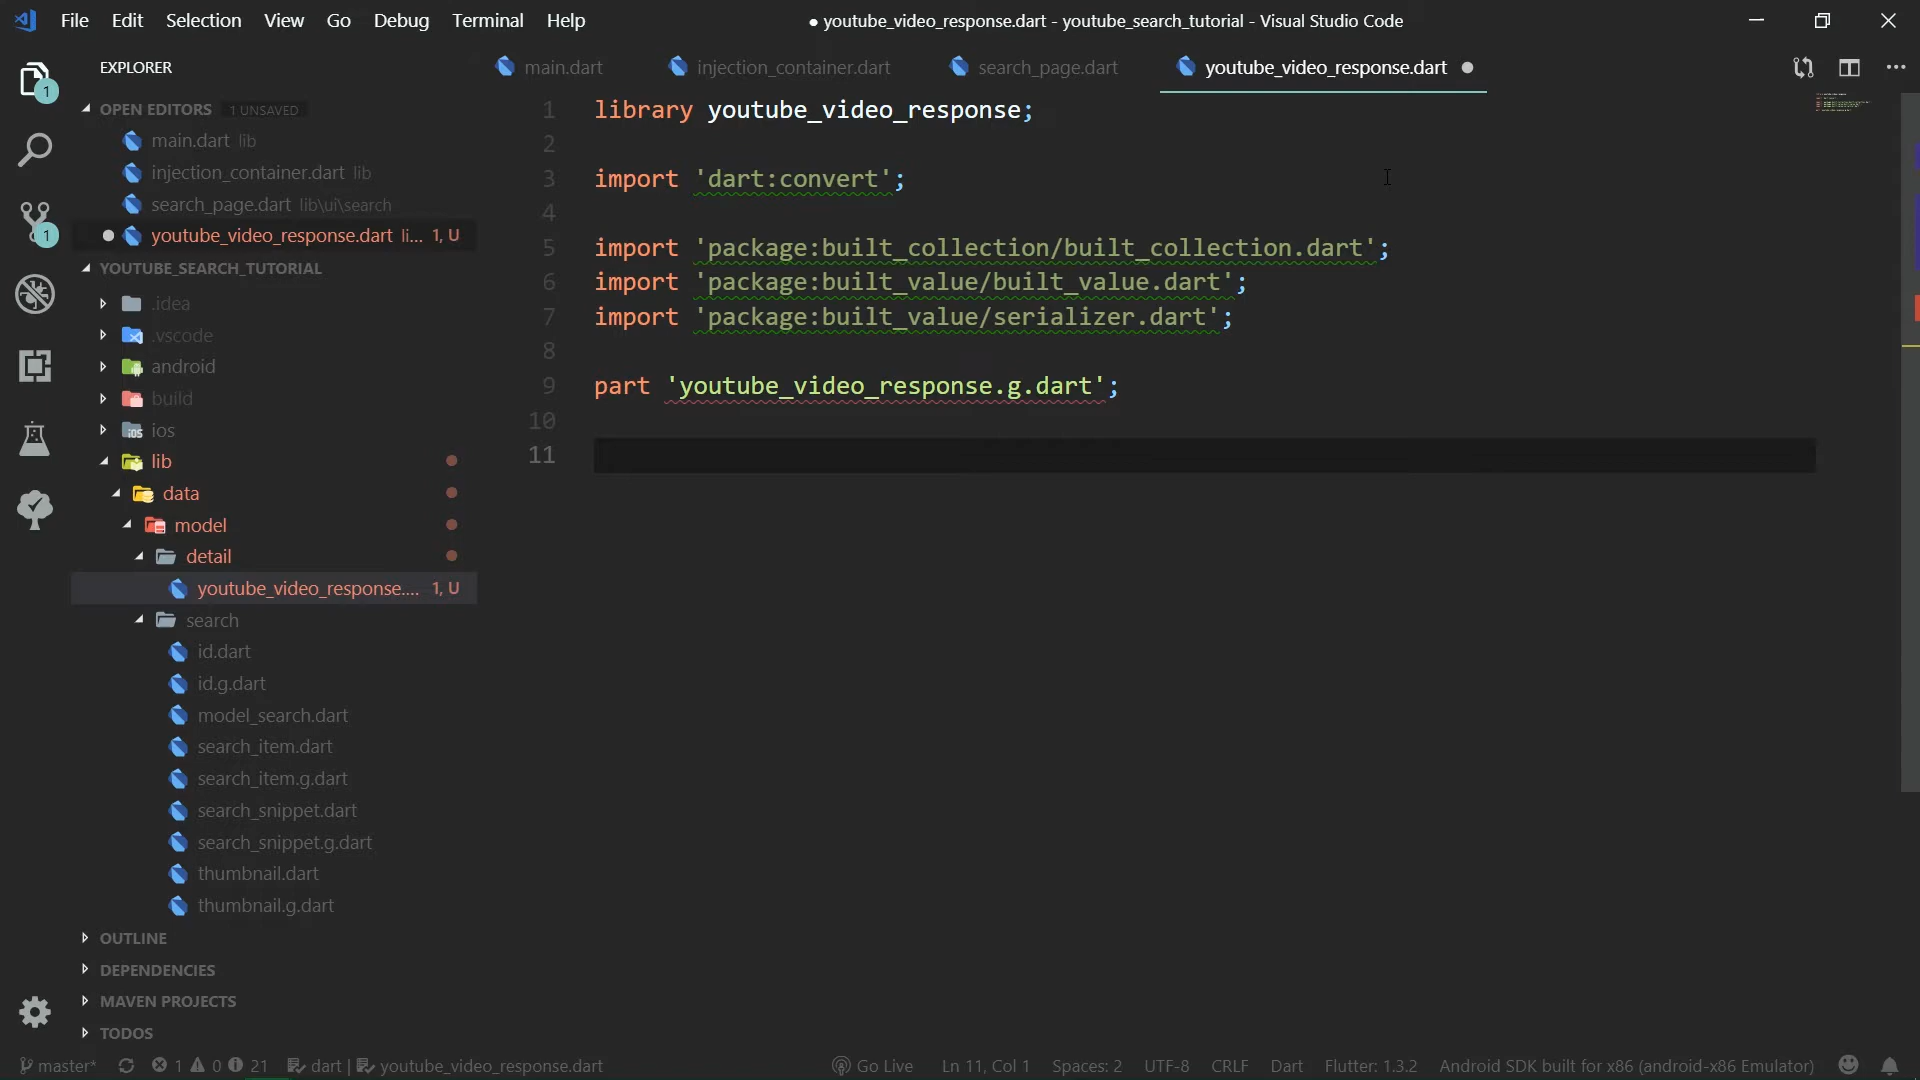 File Edit Selection View Go Debug Terminal Help
● youtube_video_response.dart - youtube_search_tutorial - Visual Studio Code
EXPLORER
main.dart
injection_container.dart
search_page.dart
youtube_video_response.dart
1
OPEN EDITORS 1 UNSAVED
main.dart lib
injection_container.dart lib
search_page.dart lib\ui\search
youtube_video_response.dart li... 1, U
1
YOUTUBE_SEARCH_TUTORIAL
.idea
.vscode
android
build
ios
lib
data
model
detail
youtube_video_response.... 1, U
search
id.dart
id.g.dart
model_search.dart
search_item.dart
search_item.g.dart
search_snippet.dart
search_snippet.g.dart
thumbnail.dart
thumbnail.g.dart
OUTLINE
DEPENDENCIES
MAVEN PROJECTS
TODOS
1 library youtube_video_response;
2
3 import 'dart:convert';
4
5 import 'package:built_collection/built_collection.dart';
6 import 'package:built_value/built_value.dart';
7 import 'package:built_value/serializer.dart';
8
9 part 'youtube_video_response.g.dart';
10
11
master* 1 0 21 dart | youtube_video_response.dart
Go Live Ln 11, Col 1 Spaces: 2 UTF-8 CRLF Dart Flutter: 1.3.2 Android SDK built for x86 (android-x86 Emulator)